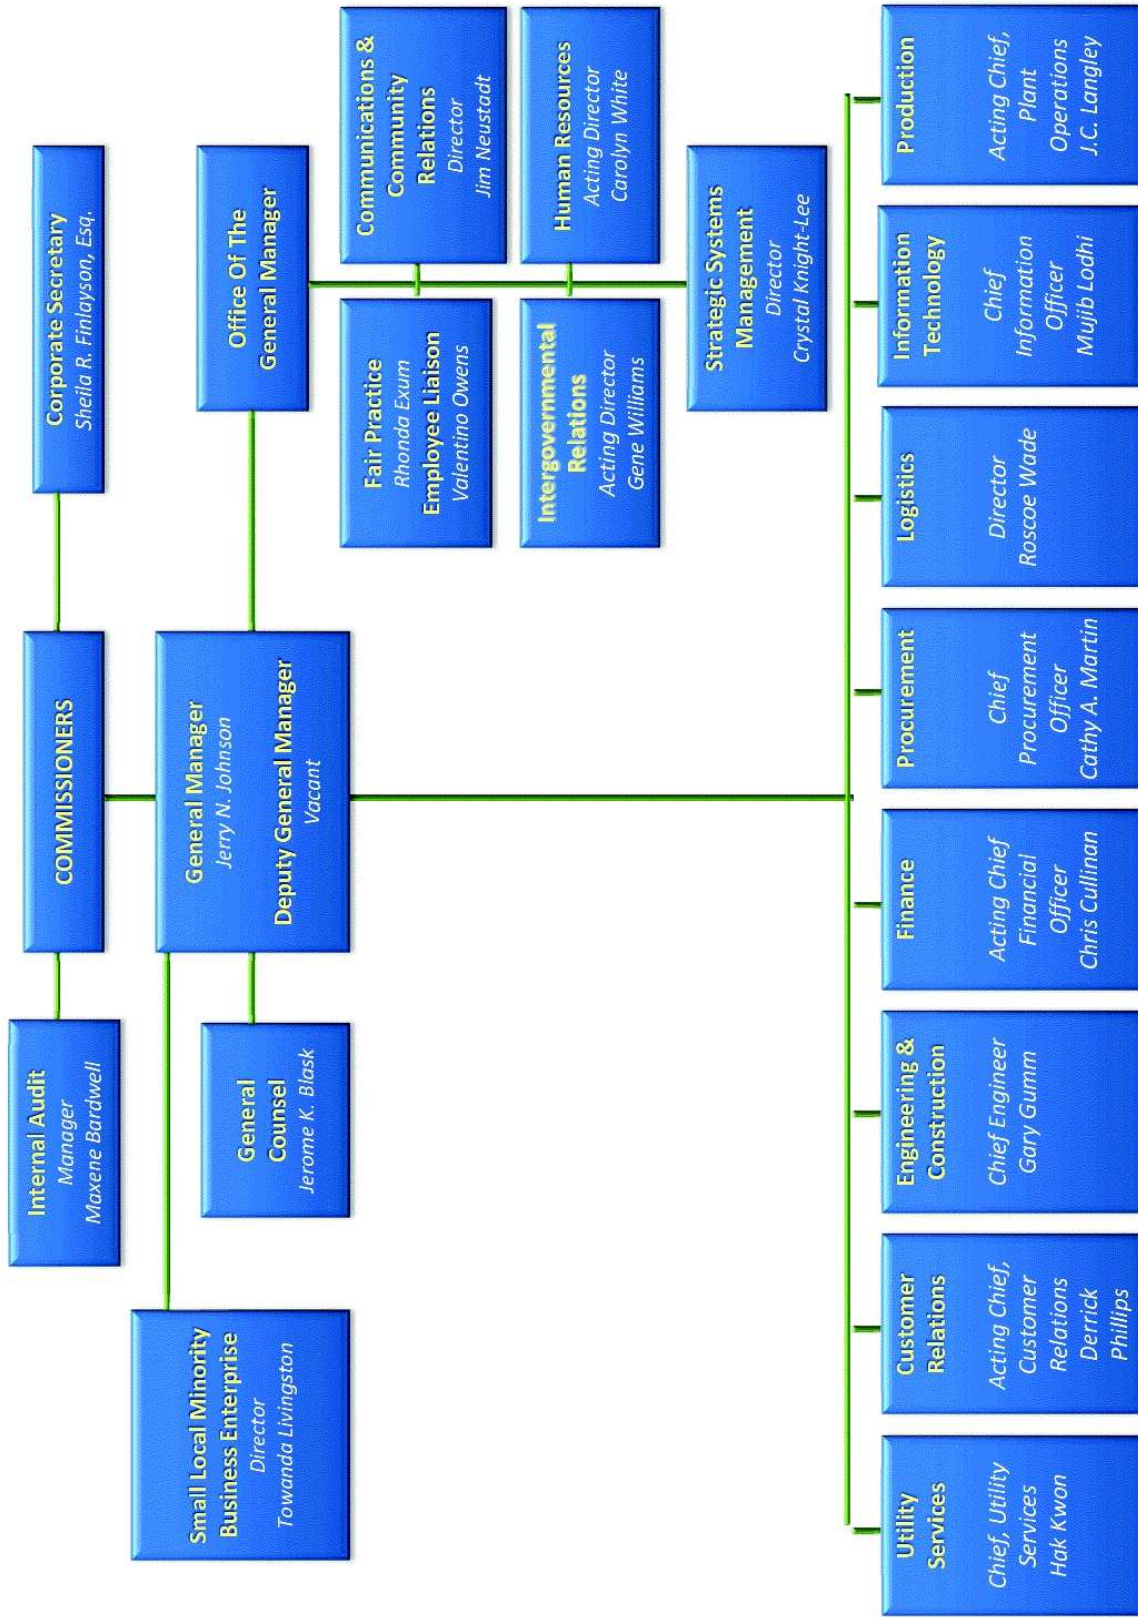 COMMISSIONERS
Internal Audit
Manager
Maxene Bardwell
Corporate Secretary
Sheila R. Finlayson, Esq.
General Manager
Jerry N. Johnson
Deputy General Manager
Vacant
Small Local Minority
Business Enterprise
Director
Towanda Livingston
General
Counsel
Jerome K. Blask
Office Of The
General Manager
Fair Practice
Rhonda Exum
Employee Liaison
Valentino Owens
Communications &
Community
Relations
Director
Jim Neustadt
Intergovernmental
Relations
Acting Director
Gene Williams
Human Resources
Acting Director
Carolyn White
Strategic Systems
Management
Director
Crystal Knight-Lee
Utility
Services
Chief, Utility
Services
Hak Kwon
Customer
Relations
Acting Chief,
Customer
Relations
Derrick
Phillips
Engineering &
Construction
Chief Engineer
Gary Gumm
Finance
Acting Chief
Financial
Officer
Chris Cullinan
Procurement
Chief
Procurement
Officer
Cathy A. Martin
Logistics
Director
Roscoe Wade
Information
Technology
Chief
Information
Officer
Mujib Lodhi
Production
Acting Chief,
Plant
Operations
J.C. Langley